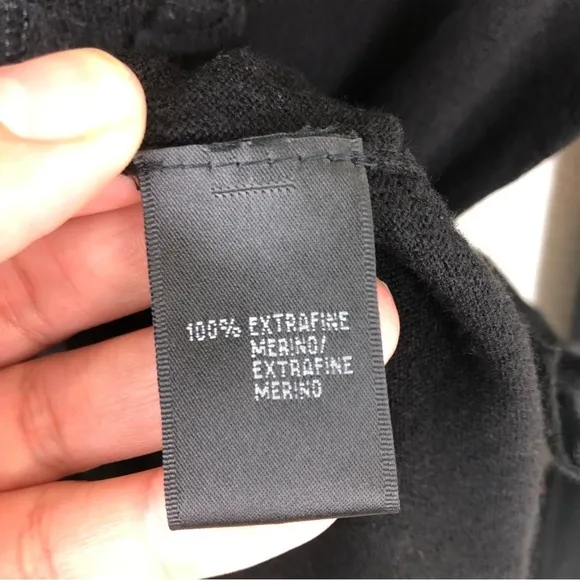 100% EXTRAFINE
MERINO/
EXTRAFINE
MERINO